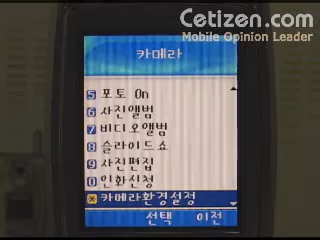 Cetizen.com
Mobile Opinion Leader
카메라
5 포토 On
6 사진앨범
7 비디오앨범
8 슬라이드쇼
9 사진편집
0 인화신청
* 카메라환경설정
선택 이전